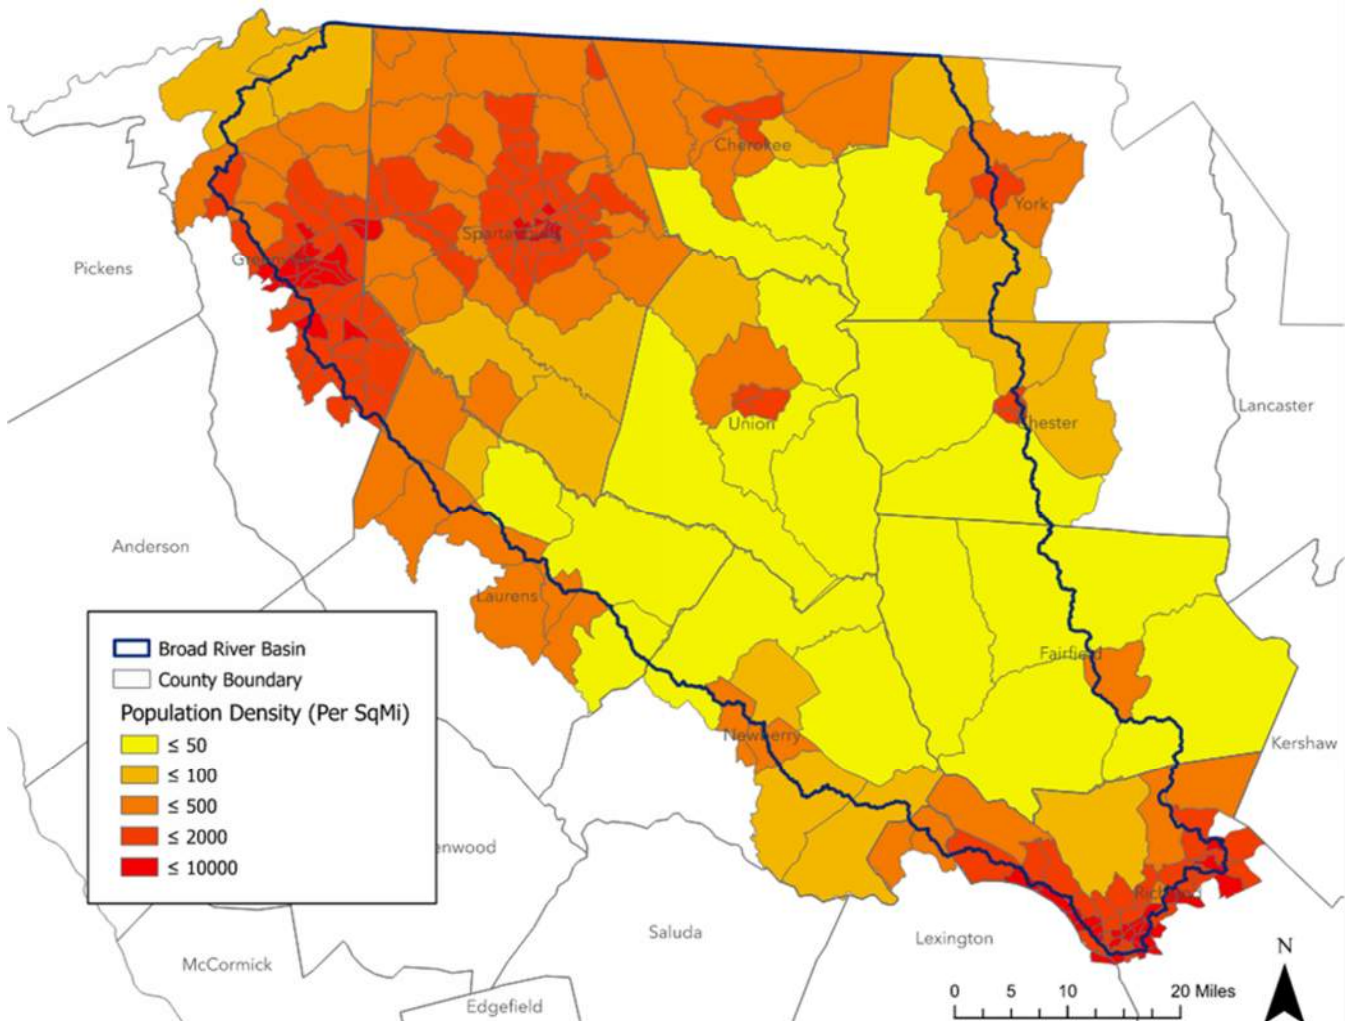 Cherokee
York
Spartanburg
Greenville
Pickens
Lancaster
Chester
Union
Anderson
Laurens
Broad River Basin
County Boundary
Population Density (Per SqMi)
≤ 50
≤ 100
≤ 500
≤ 2000
≤ 10000
Fairfield
Newberry
Kershaw
enwood
Richland
Saluda
Lexington
McCormick
Edgefield
N
0 5 10 20 Miles